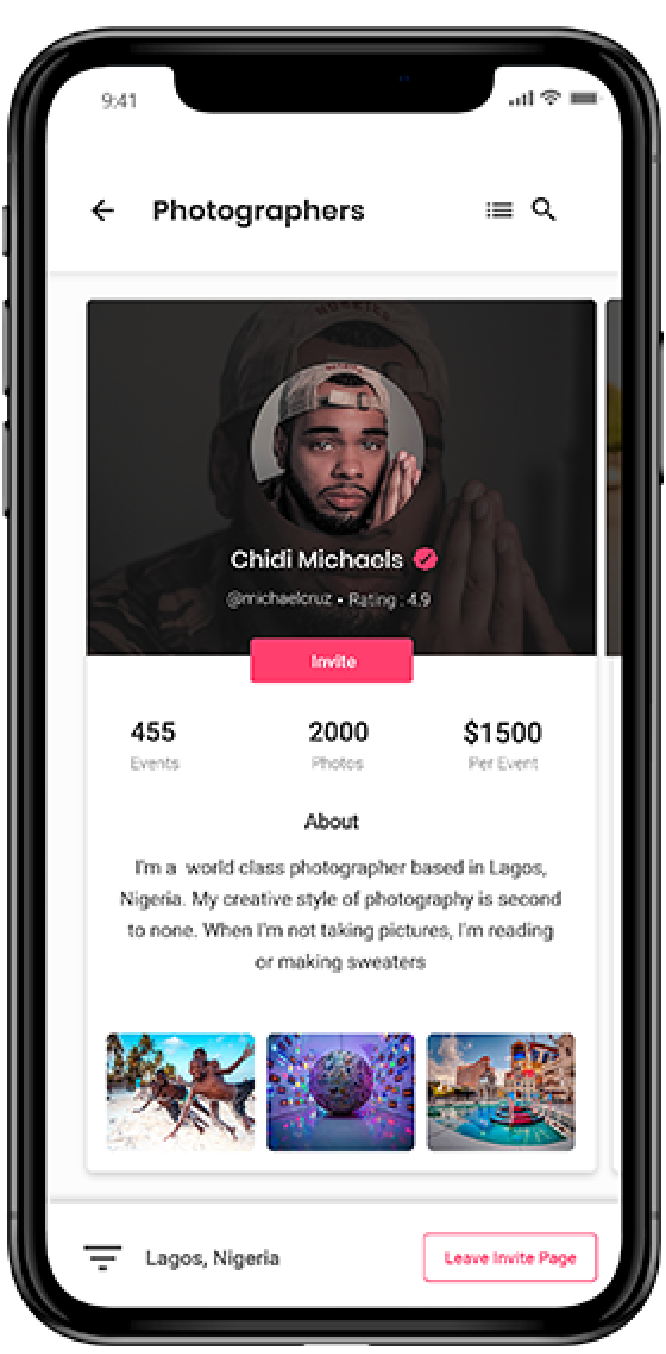 9:41
Photographers
HUSKIES
Chidi Michaels
@michaelcruz • Rating : 4.9
Invite
455 2000 $1500
Events Photos Per Event
About
I'm a world class photographer based in Lagos,
Nigeria. My creative style of photography is second
to none. When I'm not taking pictures, I'm reading
or making sweaters
Lagos, Nigeria
Leave Invite Page